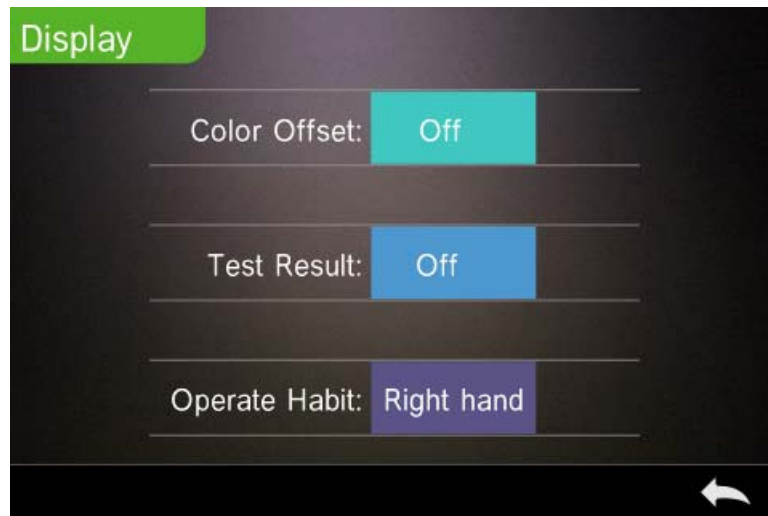 Display
Color Offset: Off
Test Result: Off
Operate Habit: Right hand